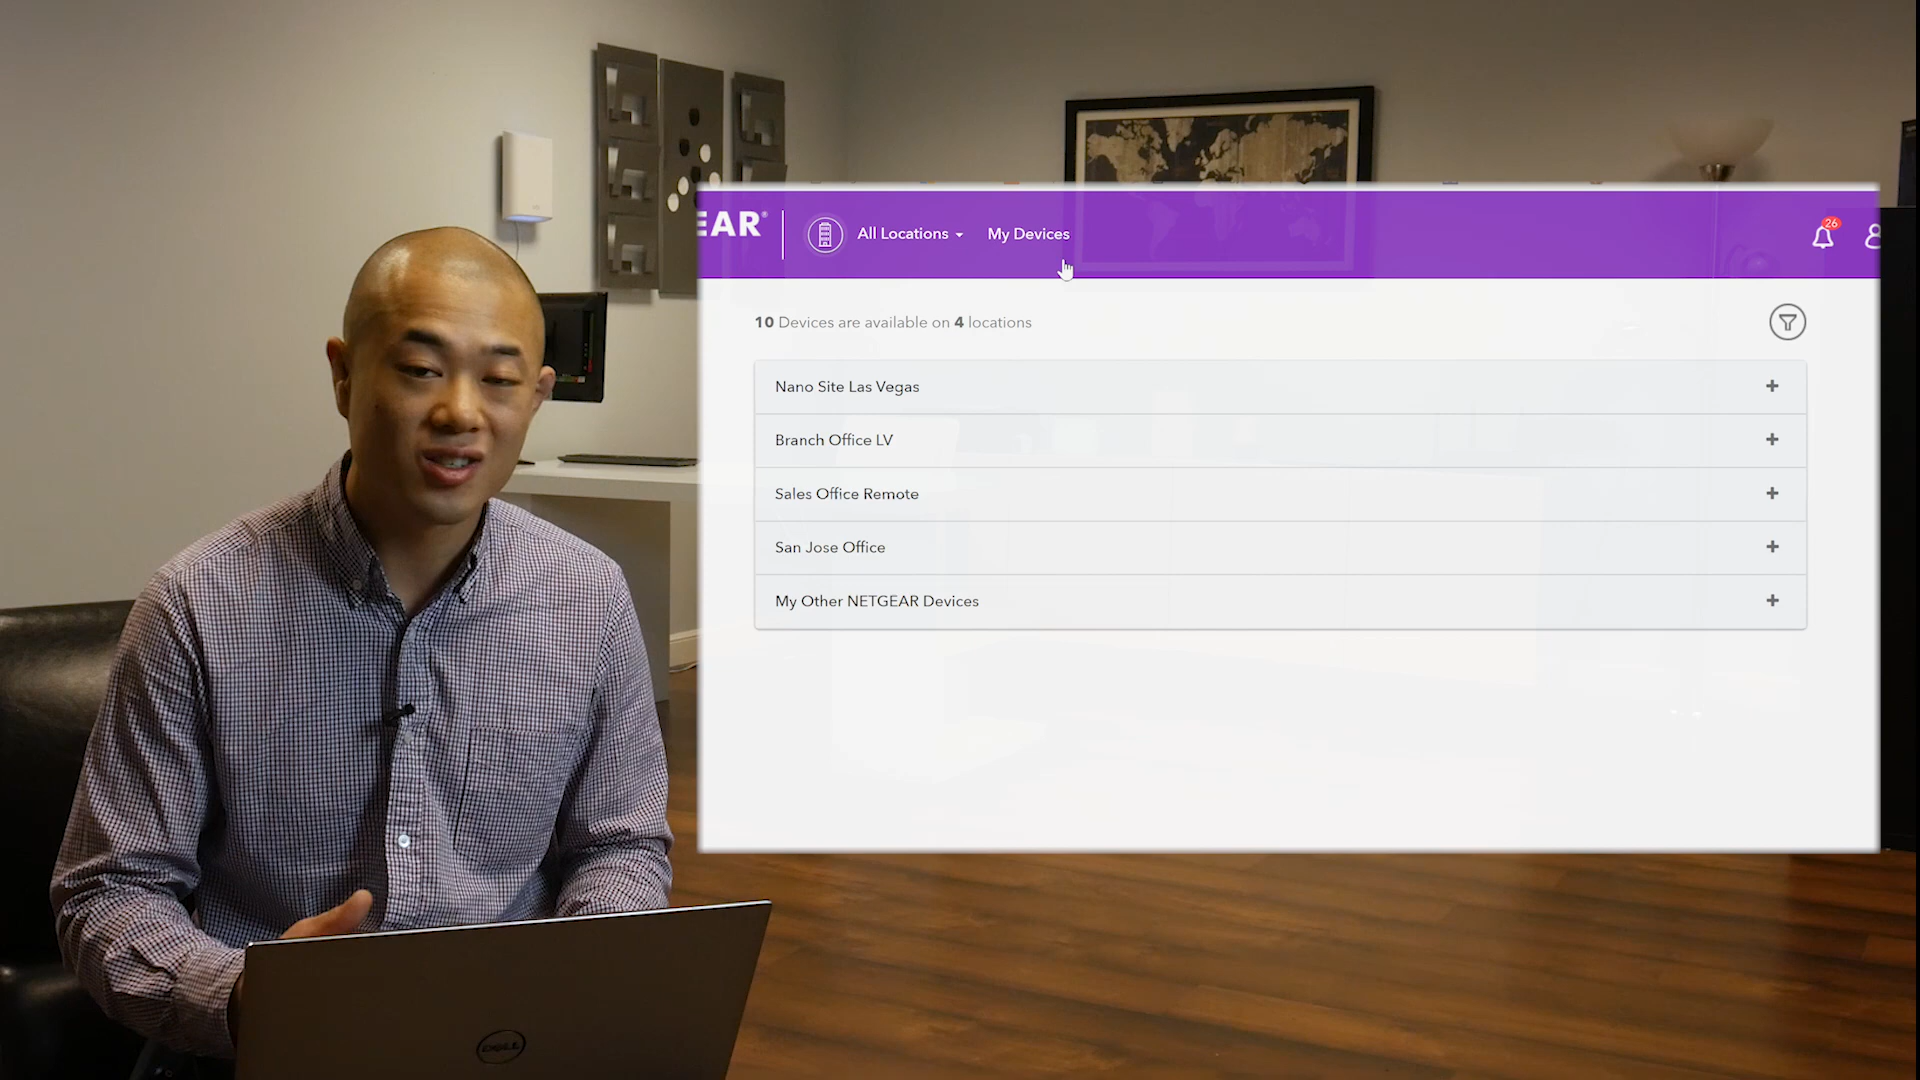 EAR®
All Locations
My Devices
26
10 Devices are available on 4 locations
Nano Site Las Vegas
Branch Office LV
Sales Office Remote
San Jose Office
My Other NETGEAR Devices
DELL